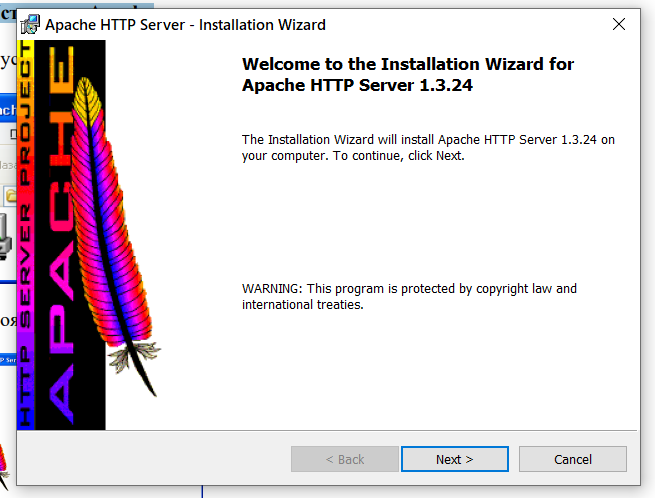 Apache HTTP Server - Installation Wizard
HTTP SERVER PROJECT
APACHE
Welcome to the Installation Wizard for
Apache HTTP Server 1.3.24
The Installation Wizard will install Apache HTTP Server 1.3.24 on
your computer. To continue, click Next.
WARNING: This program is protected by copyright law and
international treaties.
< Back
Next >
Cancel